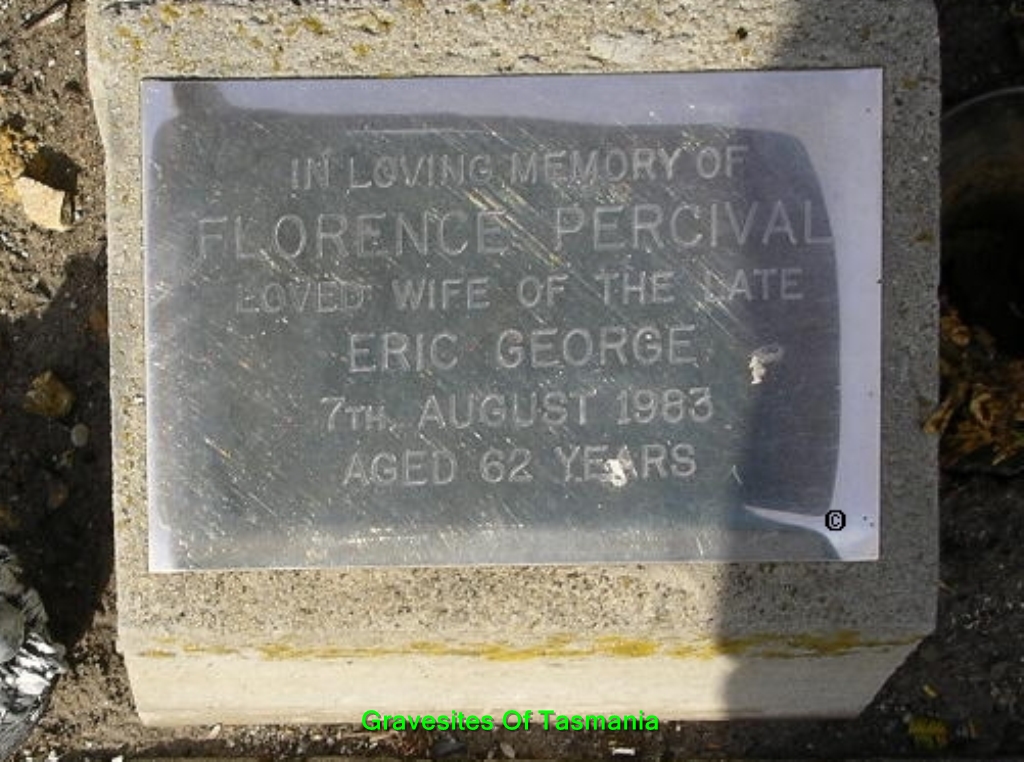 IN LOVING MEMORY OF
FLORENCE PERCIVAL
LOVED WIFE OF THE LATE
ERIC GEORGE
7TH. AUGUST 1983
AGED 62 YEARS
©
Gravesites Of Tasmania